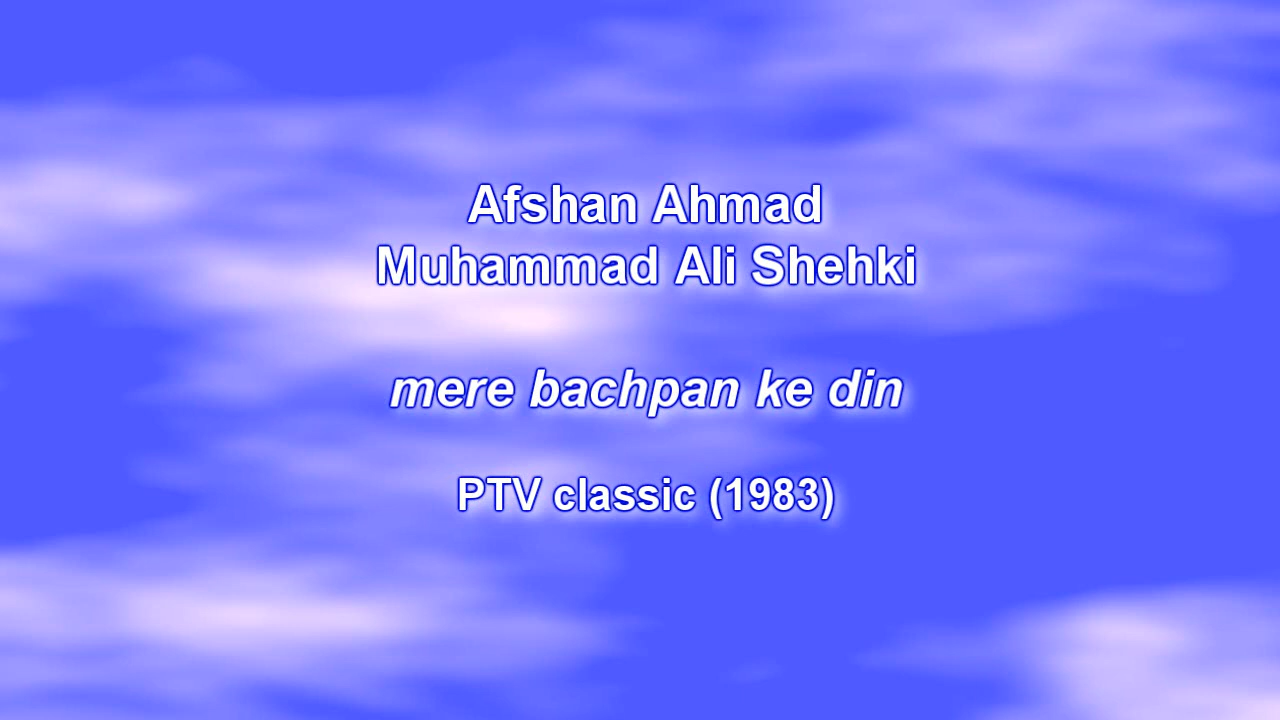 Afshan Ahmad
Muhammad Ali Shehki
mere bachpan ke din
PTV classic (1983)